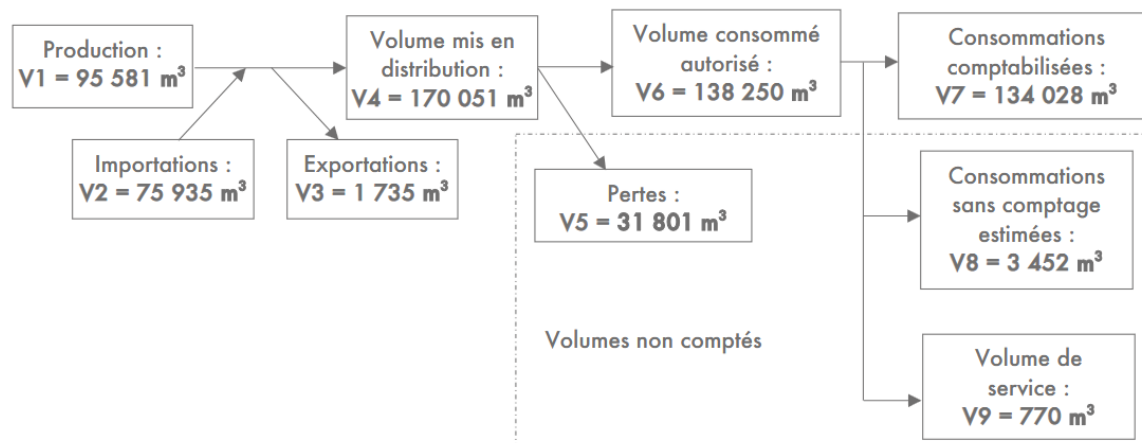 Production :
V1 = 95 581 m³
Volume mis en
distribution :
V4 = 170 051 m³
Volume consommé
autorisé :
V6 = 138 250 m³
Consommations
comptabilisées :
V7 = 134 028 m³
Importations :
V2 = 75 935 m³
Exportations :
V3 = 1 735 m³
Pertes :
V5 = 31 801 m³
Consommations
sans comptage
estimées :
V8 = 3 452 m³
Volumes non comptés
Volume de
service :
V9 = 770 m³